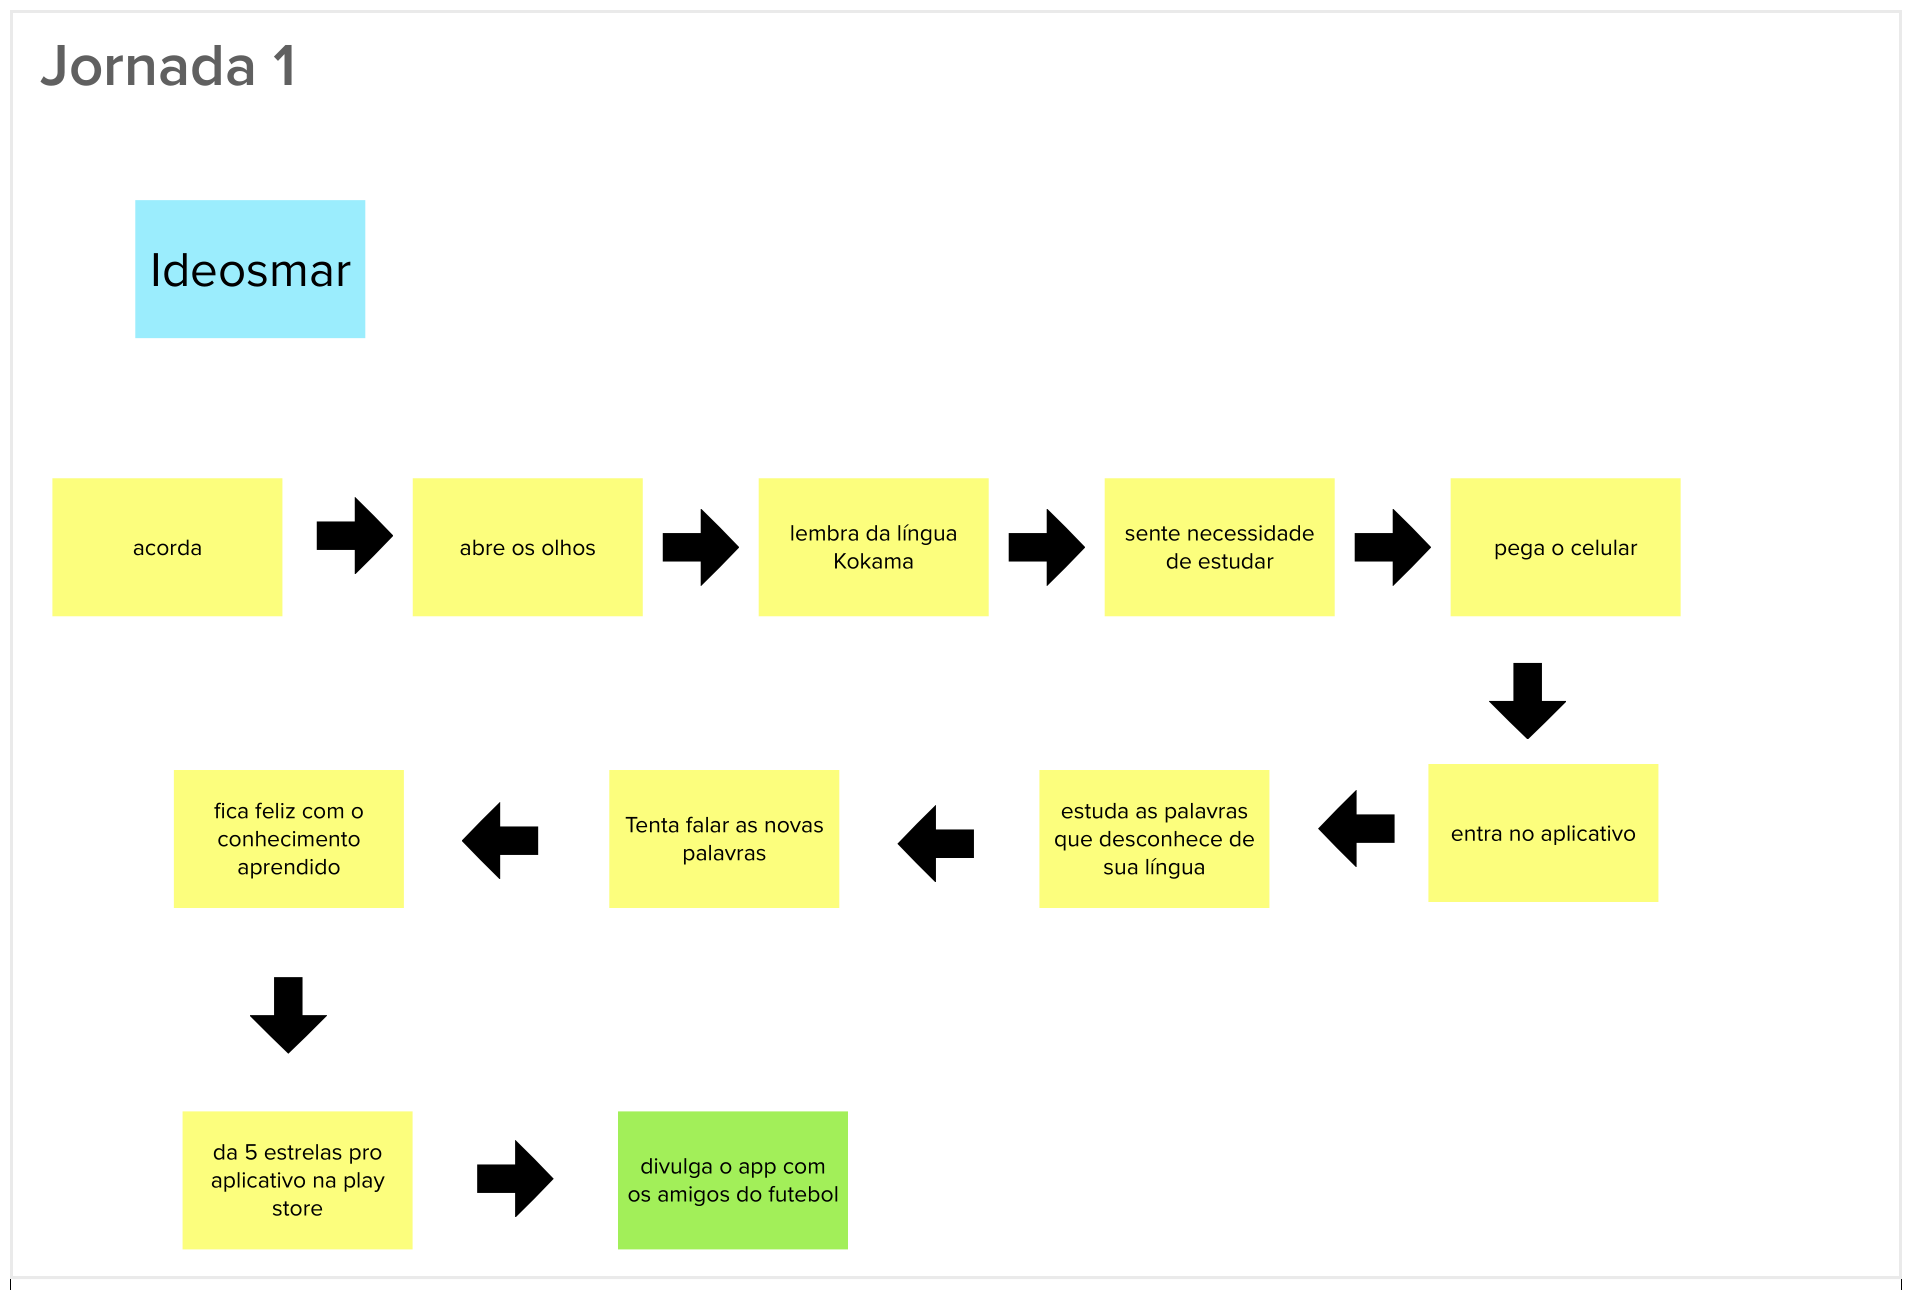 Jornada 1
Ideosmar
acorda
abre os olhos
lembra da língua
Kokama
sente necessidade
de estudar
pega o celular
entra no aplicativo
estuda as palavras
que desconhece de
sua língua
Tenta falar as novas
palavras
fica feliz com o
conhecimento
aprendido
da 5 estrelas pro
aplicativo na play
store
divulga o app com
os amigos do futebol